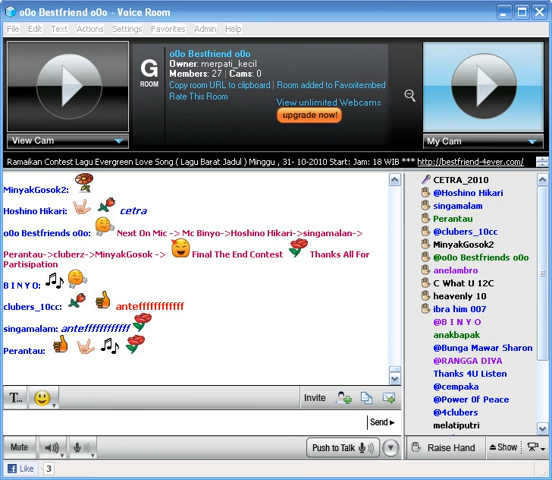 o0o Bestfriend o0o - Voice Room
File Edit Text Actions Settings Favorites Admin Help
o0o Bestfriend o0o
Owner: merpati_kecil
G
ROOM
Members: 27 | Cams: 0
Copy room URL to clipboard | Room added to Favoritesmbed
Rate This Room
View unlimited Webcams
upgrade now!
View Cam
My Cam
Ramaikan Contest Lagu Evergreen Love Song ( Lagu Barat Jadul ) Minggu , 31- 10-2010 Start: Jam: 18 WIB *** http://bestfriend-4ever.com/
MinyakGosok2:
Hoshino Hikari: cetra
o0o Bestfriends o0o: Next On Mic -> Mc Binyo->Hoshino Hikari->singamalan->
Perantau->cluberz->MinyakGosok -> Final The End Contest Thanks All For
Partisipation
B I N Y O:
clubers_10cc: anteffffffffffff
singamalam: anteffffffffffff
Perantau:
CETRA_2010
@Hoshino Hikari
singamalam
Perantau
@clubers_10cc
MinyakGosok2
@o0o Bestfriends o0o
anelambro
C What U 12C
heavenly 10
ibra him 007
@B I N Y O
anakbapak
@Bunga Mawar Sharon
@RANGGA DIVA
Thanks 4U Listen
@cempaka
@Power Of Peace
@4clubers
melatiputri
T...
Invite
Send
Mute
Push to Talk
Raise Hand
Show
Like 3